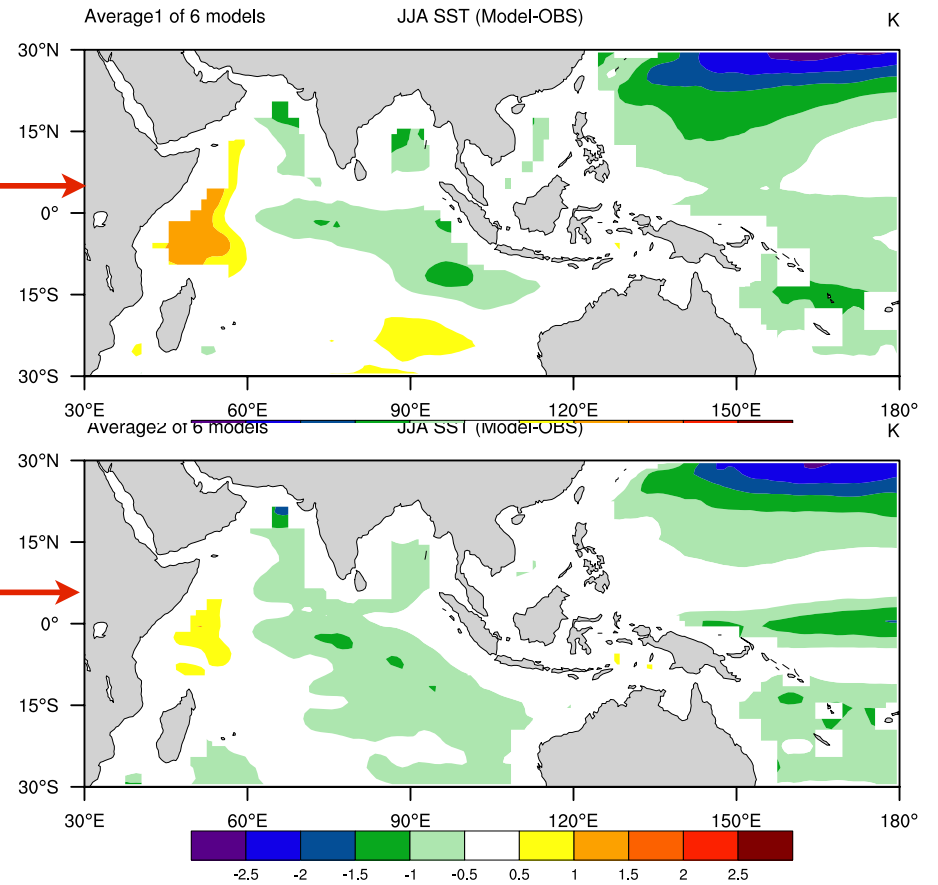 Average1 of 6 models JJA SST (Model-OBS) K
30°N
15°N
0°
15°S
30°S
30°E 60°E 90°E 120°E 150°E 180°
Average2 of 6 models JJA SST (Model-OBS) K
30°N
15°N
0°
15°S
30°S
30°E 60°E 90°E 120°E 150°E 180°
-2.5 -2 -1.5 -1 -0.5 0.5 1 1.5 2 2.5